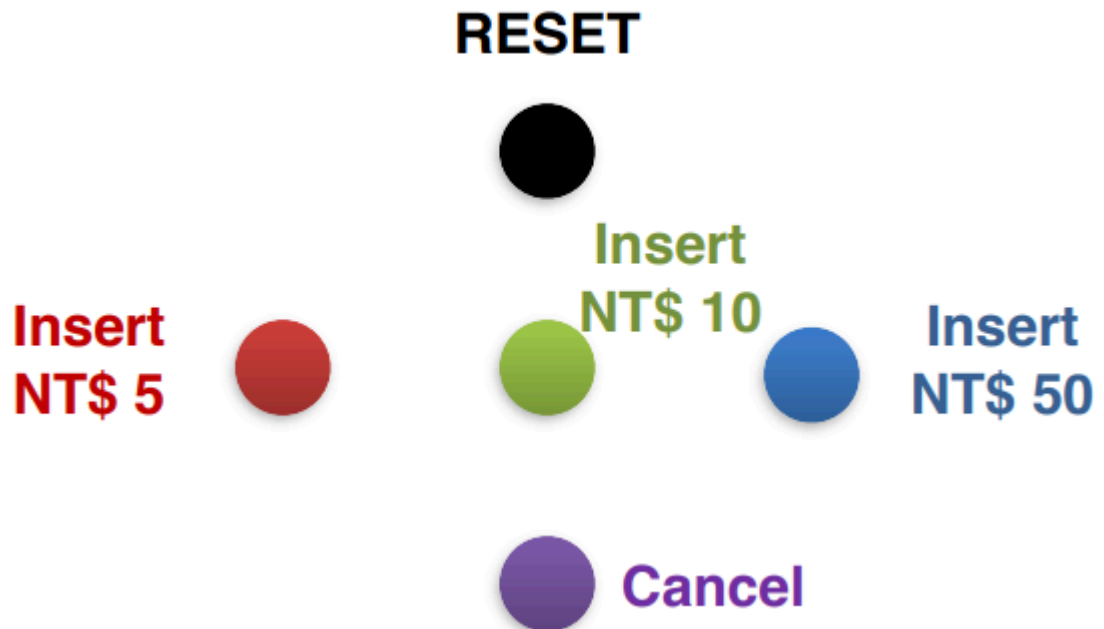 RESET
Insert
NT$ 10
Insert
NT$ 5
Insert
NT$ 50
Cancel